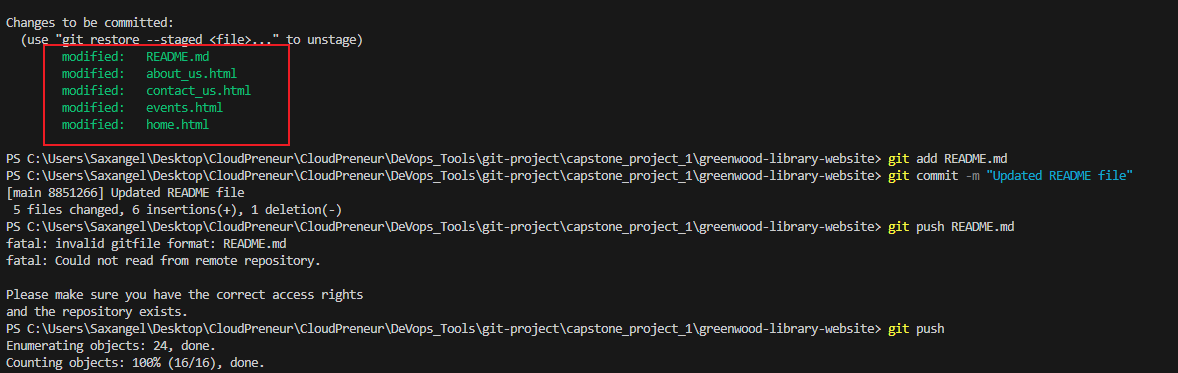 Changes to be committed:
  (use "git restore --staged <file>..." to unstage)
        modified:   README.md
        modified:   about_us.html
        modified:   contact_us.html
        modified:   events.html
        modified:   home.html

PS C:\Users\Saxangel\Desktop\CloudPreneur\CloudPreneur\DeVops_Tools\git-project\capstone_project_1\greenwood-library-website> git add README.md
PS C:\Users\Saxangel\Desktop\CloudPreneur\CloudPreneur\DeVops_Tools\git-project\capstone_project_1\greenwood-library-website> git commit -m "Updated README file"
[main 8851266] Updated README file
 5 files changed, 6 insertions(+), 1 deletion(-)
PS C:\Users\Saxangel\Desktop\CloudPreneur\CloudPreneur\DeVops_Tools\git-project\capstone_project_1\greenwood-library-website> git push README.md
fatal: invalid gitfile format: README.md
fatal: Could not read from remote repository.

Please make sure you have the correct access rights
and the repository exists.
PS C:\Users\Saxangel\Desktop\CloudPreneur\CloudPreneur\DeVops_Tools\git-project\capstone_project_1\greenwood-library-website> git push
Enumerating objects: 24, done.
Counting objects: 100% (16/16), done.